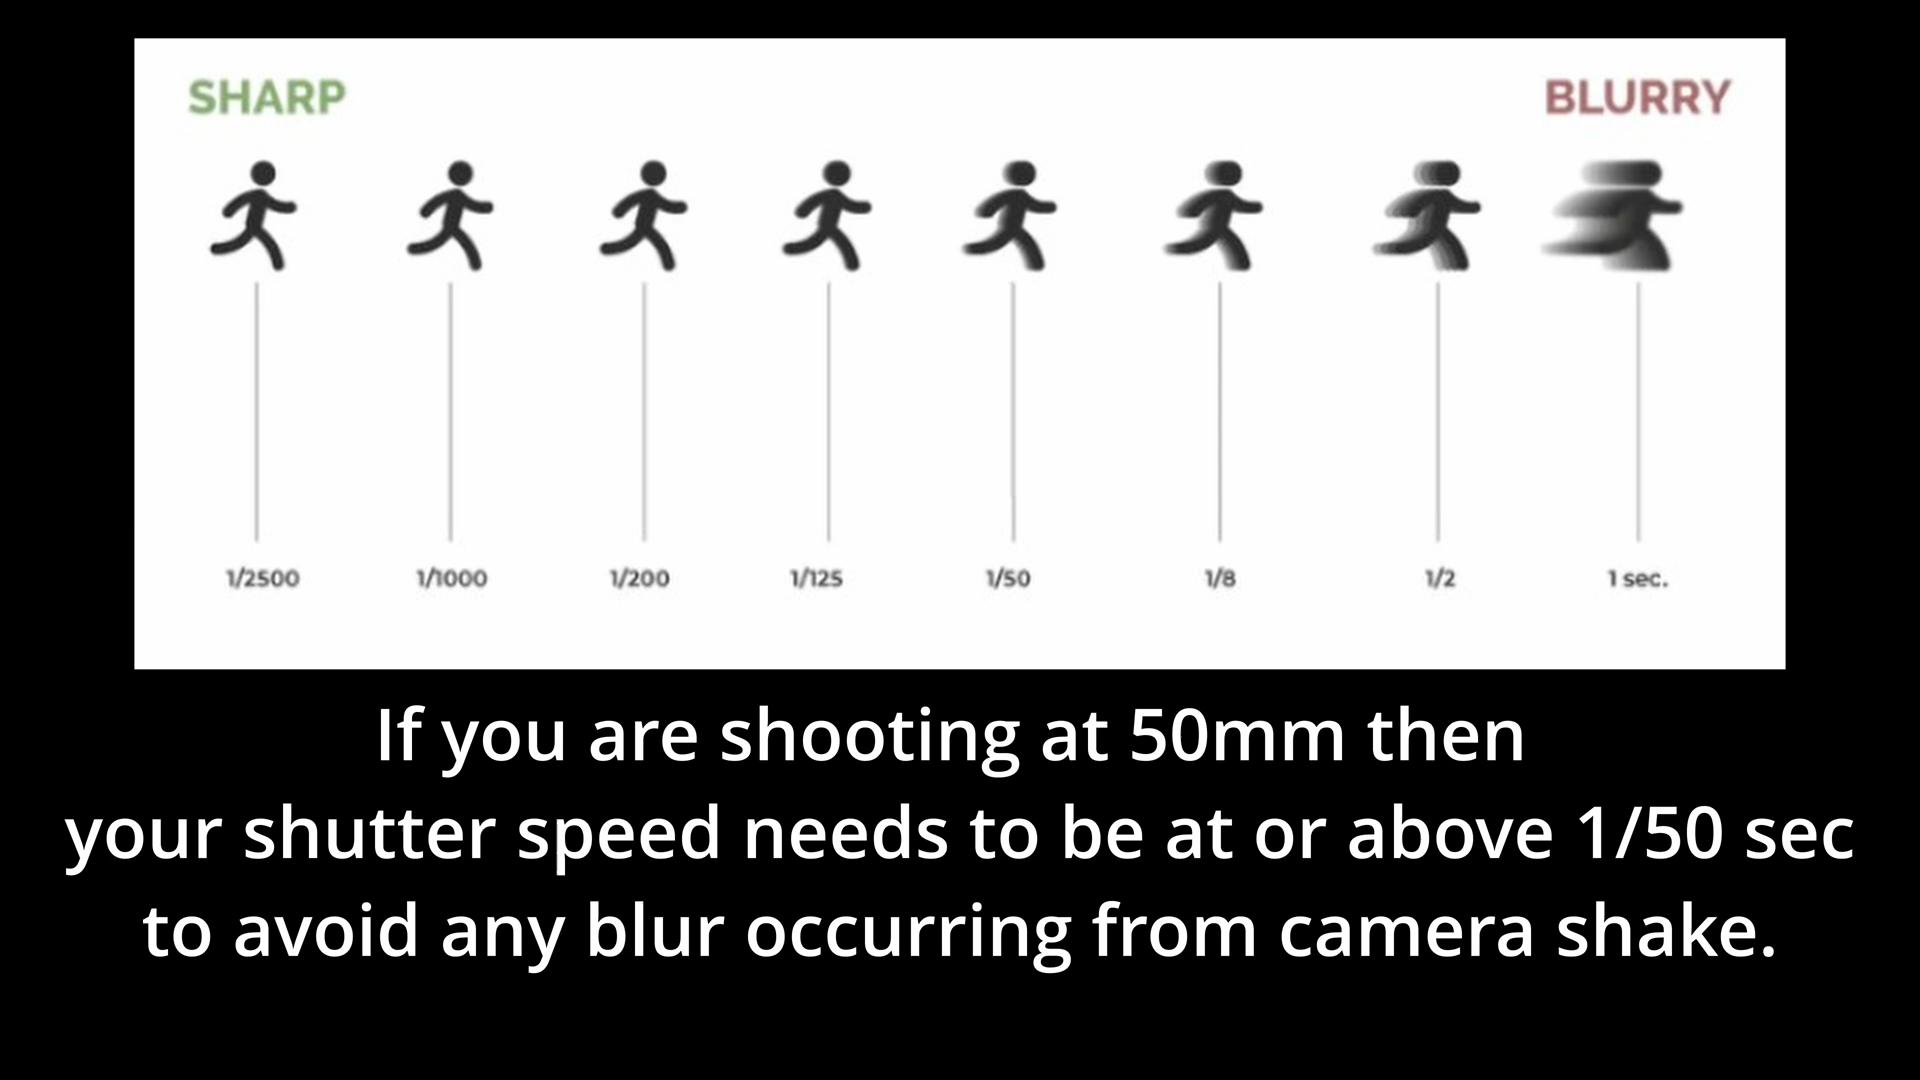 SHARP BLURRY
1/2500 1/1000 1/200 1/125 1/50 1/8 1/2 1 sec.
If you are shooting at 50mm then
your shutter speed needs to be at or above 1/50 sec
to avoid any blur occurring from camera shake.